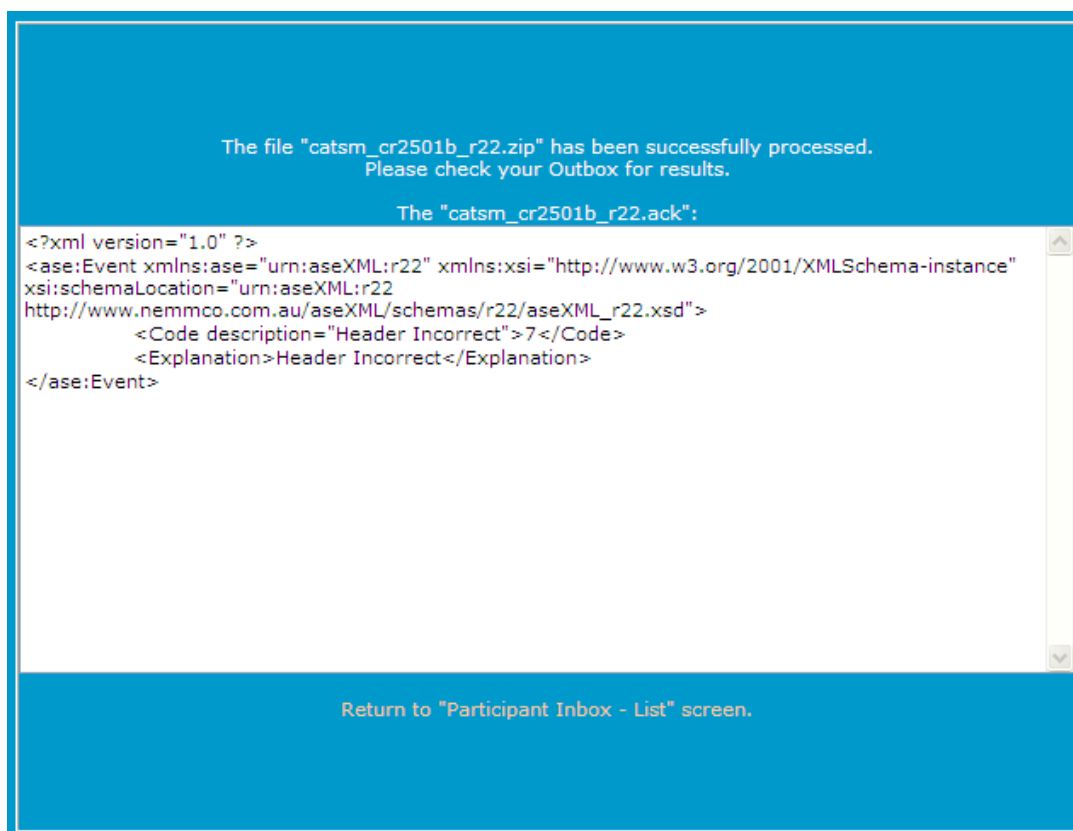 The file "catsm_cr2501b_r22.zip" has been successfully processed.
Please check your Outbox for results.
The "catsm_cr2501b_r22.ack":
<?xml version="1.0" ?>
<ase:Event xmlns:ase="urn:aseXML:r22" xmlns:xsi="http://www.w3.org/2001/XMLSchema-instance"
xsi:schemaLocation="urn:aseXML:r22
http://www.nemmco.com.au/aseXML/schemas/r22/aseXML_r22.xsd">
<Code description="Header Incorrect">7</Code>
<Explanation>Header Incorrect</Explanation>
</ase:Event>
Return to "Participant Inbox - List" screen.